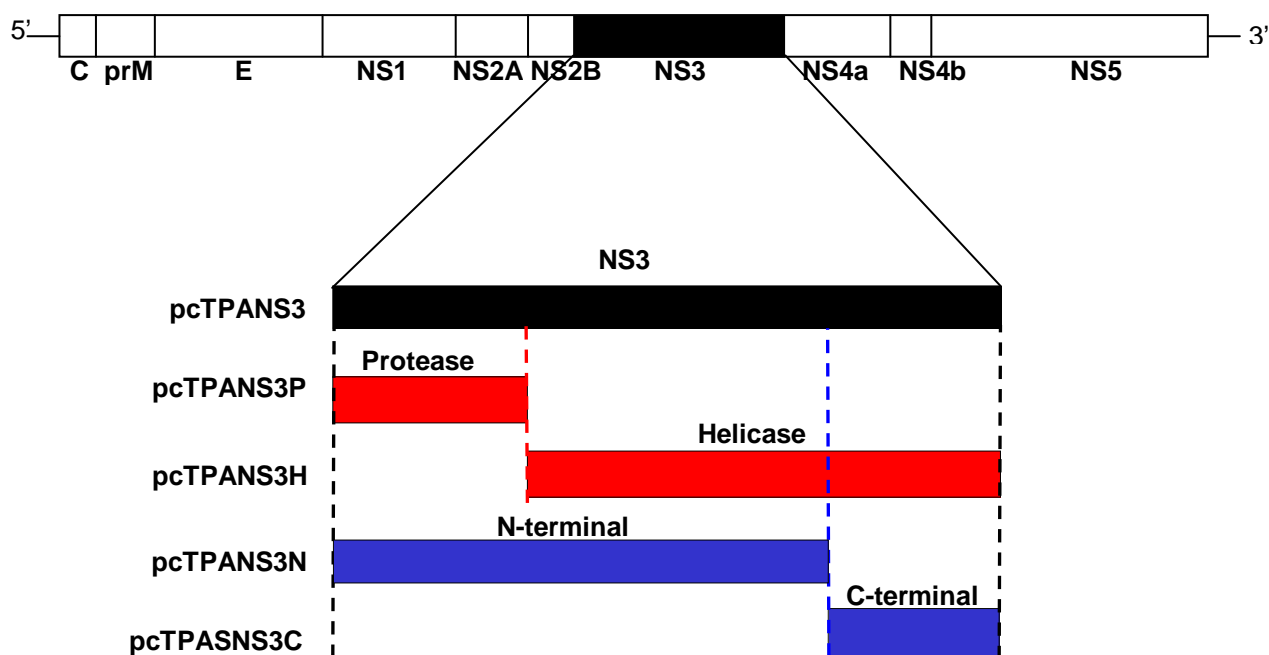 5’ 3’
C prM E NS1 NS2A NS2B NS3 NS4a NS4b NS5
NS3
pcTPANS3
Protease
pcTPANS3P
Helicase
pcTPANS3H
N-terminal
pcTPANS3N
C-terminal
pcTPASNS3C